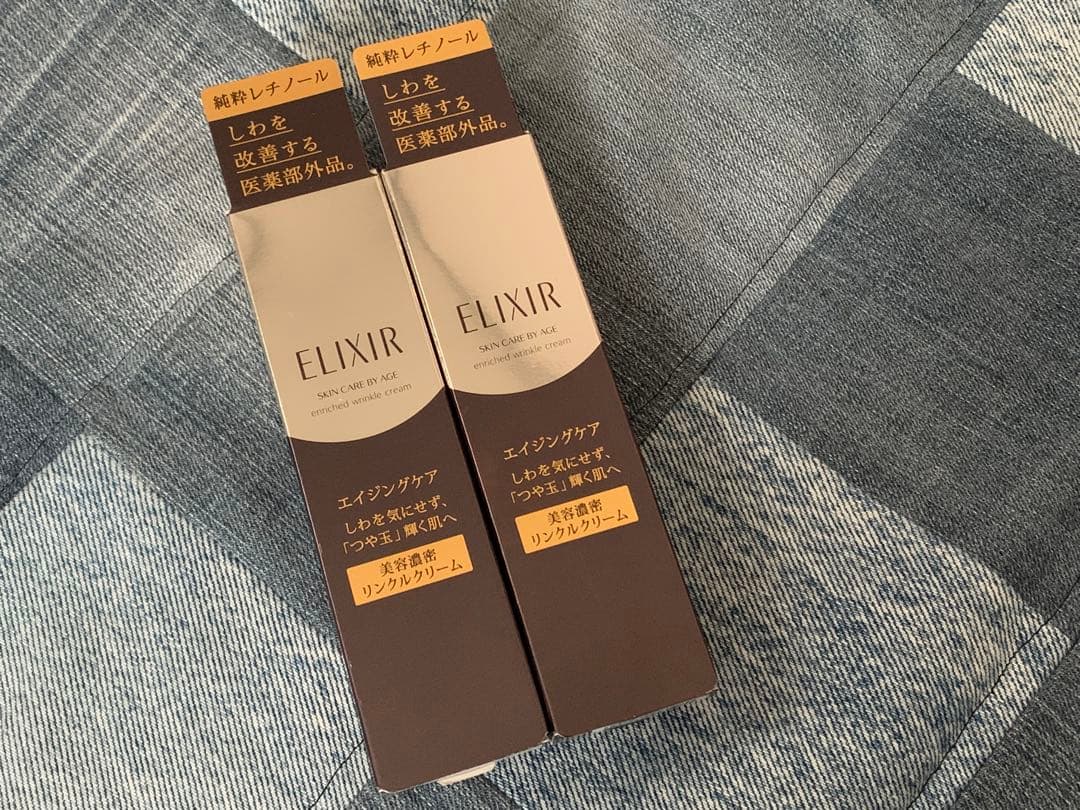 純粋レチノール
しわを
改善する
医薬部外品。
ELIXIR
SKIN CARE BY AGE
enriched wrinkle cream
エイジングケア
しわを気にせず、
「つや玉」輝く肌へ
美容濃密
リンクルクリーム
純粋レチノール
しわを
改善する
医薬部外品。
ELIXIR
SKIN CARE BY AGE
enriched wrinkle cream
エイジングケア
しわを気にせず、
「つや玉」輝く肌へ
美容濃密
リンクルクリーム